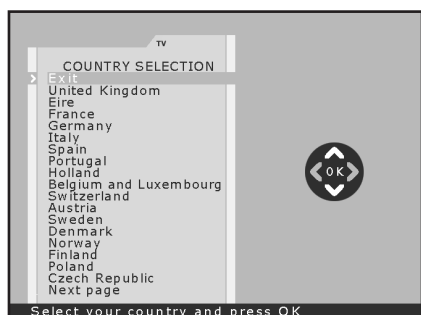 TV
COUNTRY SELECTION
> Exit
United Kingdom
Eire
France
Germany
Italy
Spain
Portugal
Holland
Belgium and Luxembourg
Switzerland
Austria
Sweden
Denmark
Norway
Finland
Poland
Czech Republic
Next page
OK
Select your country and press OK